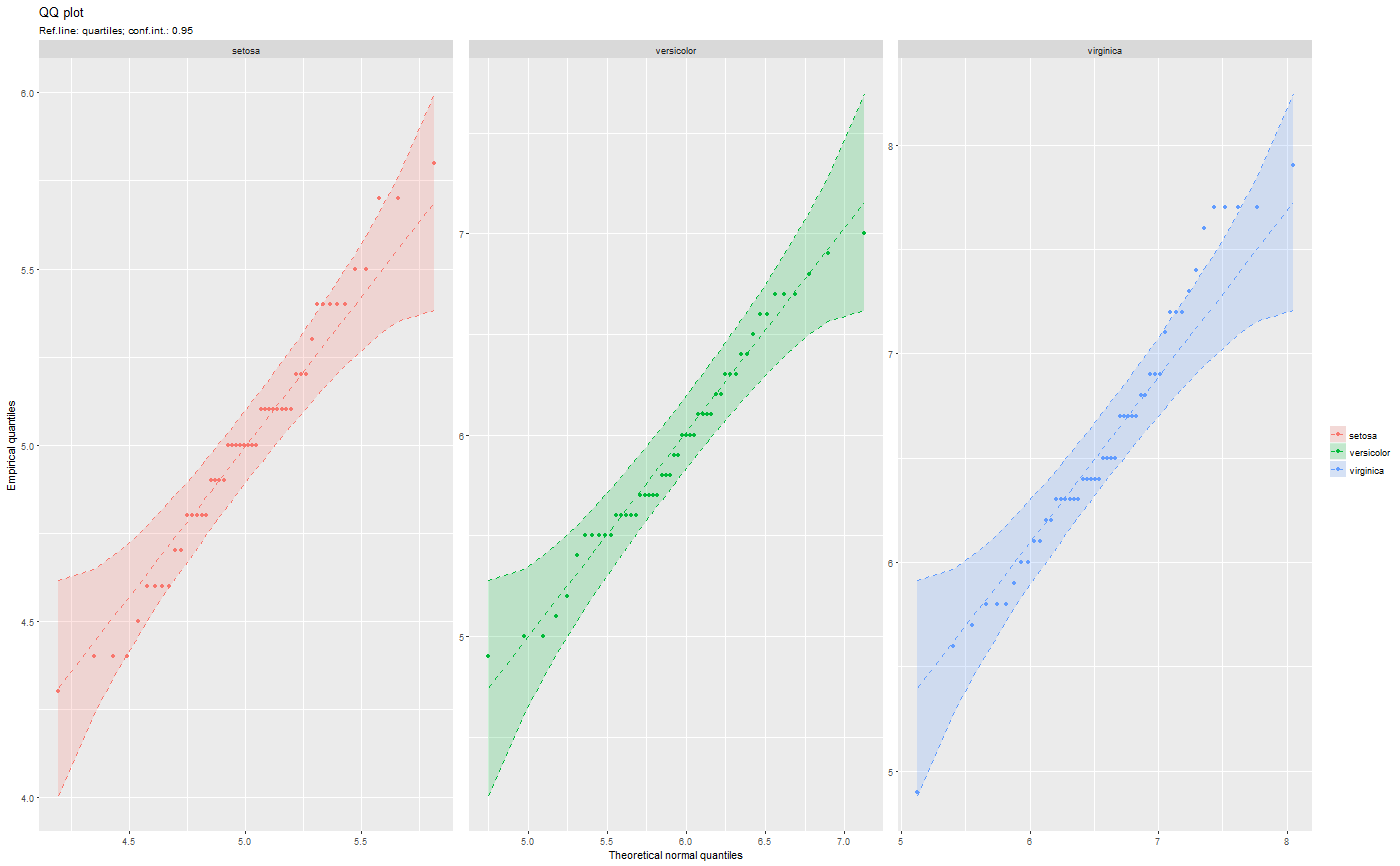 QQ plot
Ref.line: quartiles; conf.int.: 0.95
setosa
versicolor
virginica
Empirical quantiles
6.0
5.5
5.0
4.5
4.0
4.5
5.0
5.5
7
6
5
5.0
5.5
6.0
6.5
7.0
8
7
6
5
5
6
7
8
Theoretical normal quantiles
setosa
versicolor
virginica